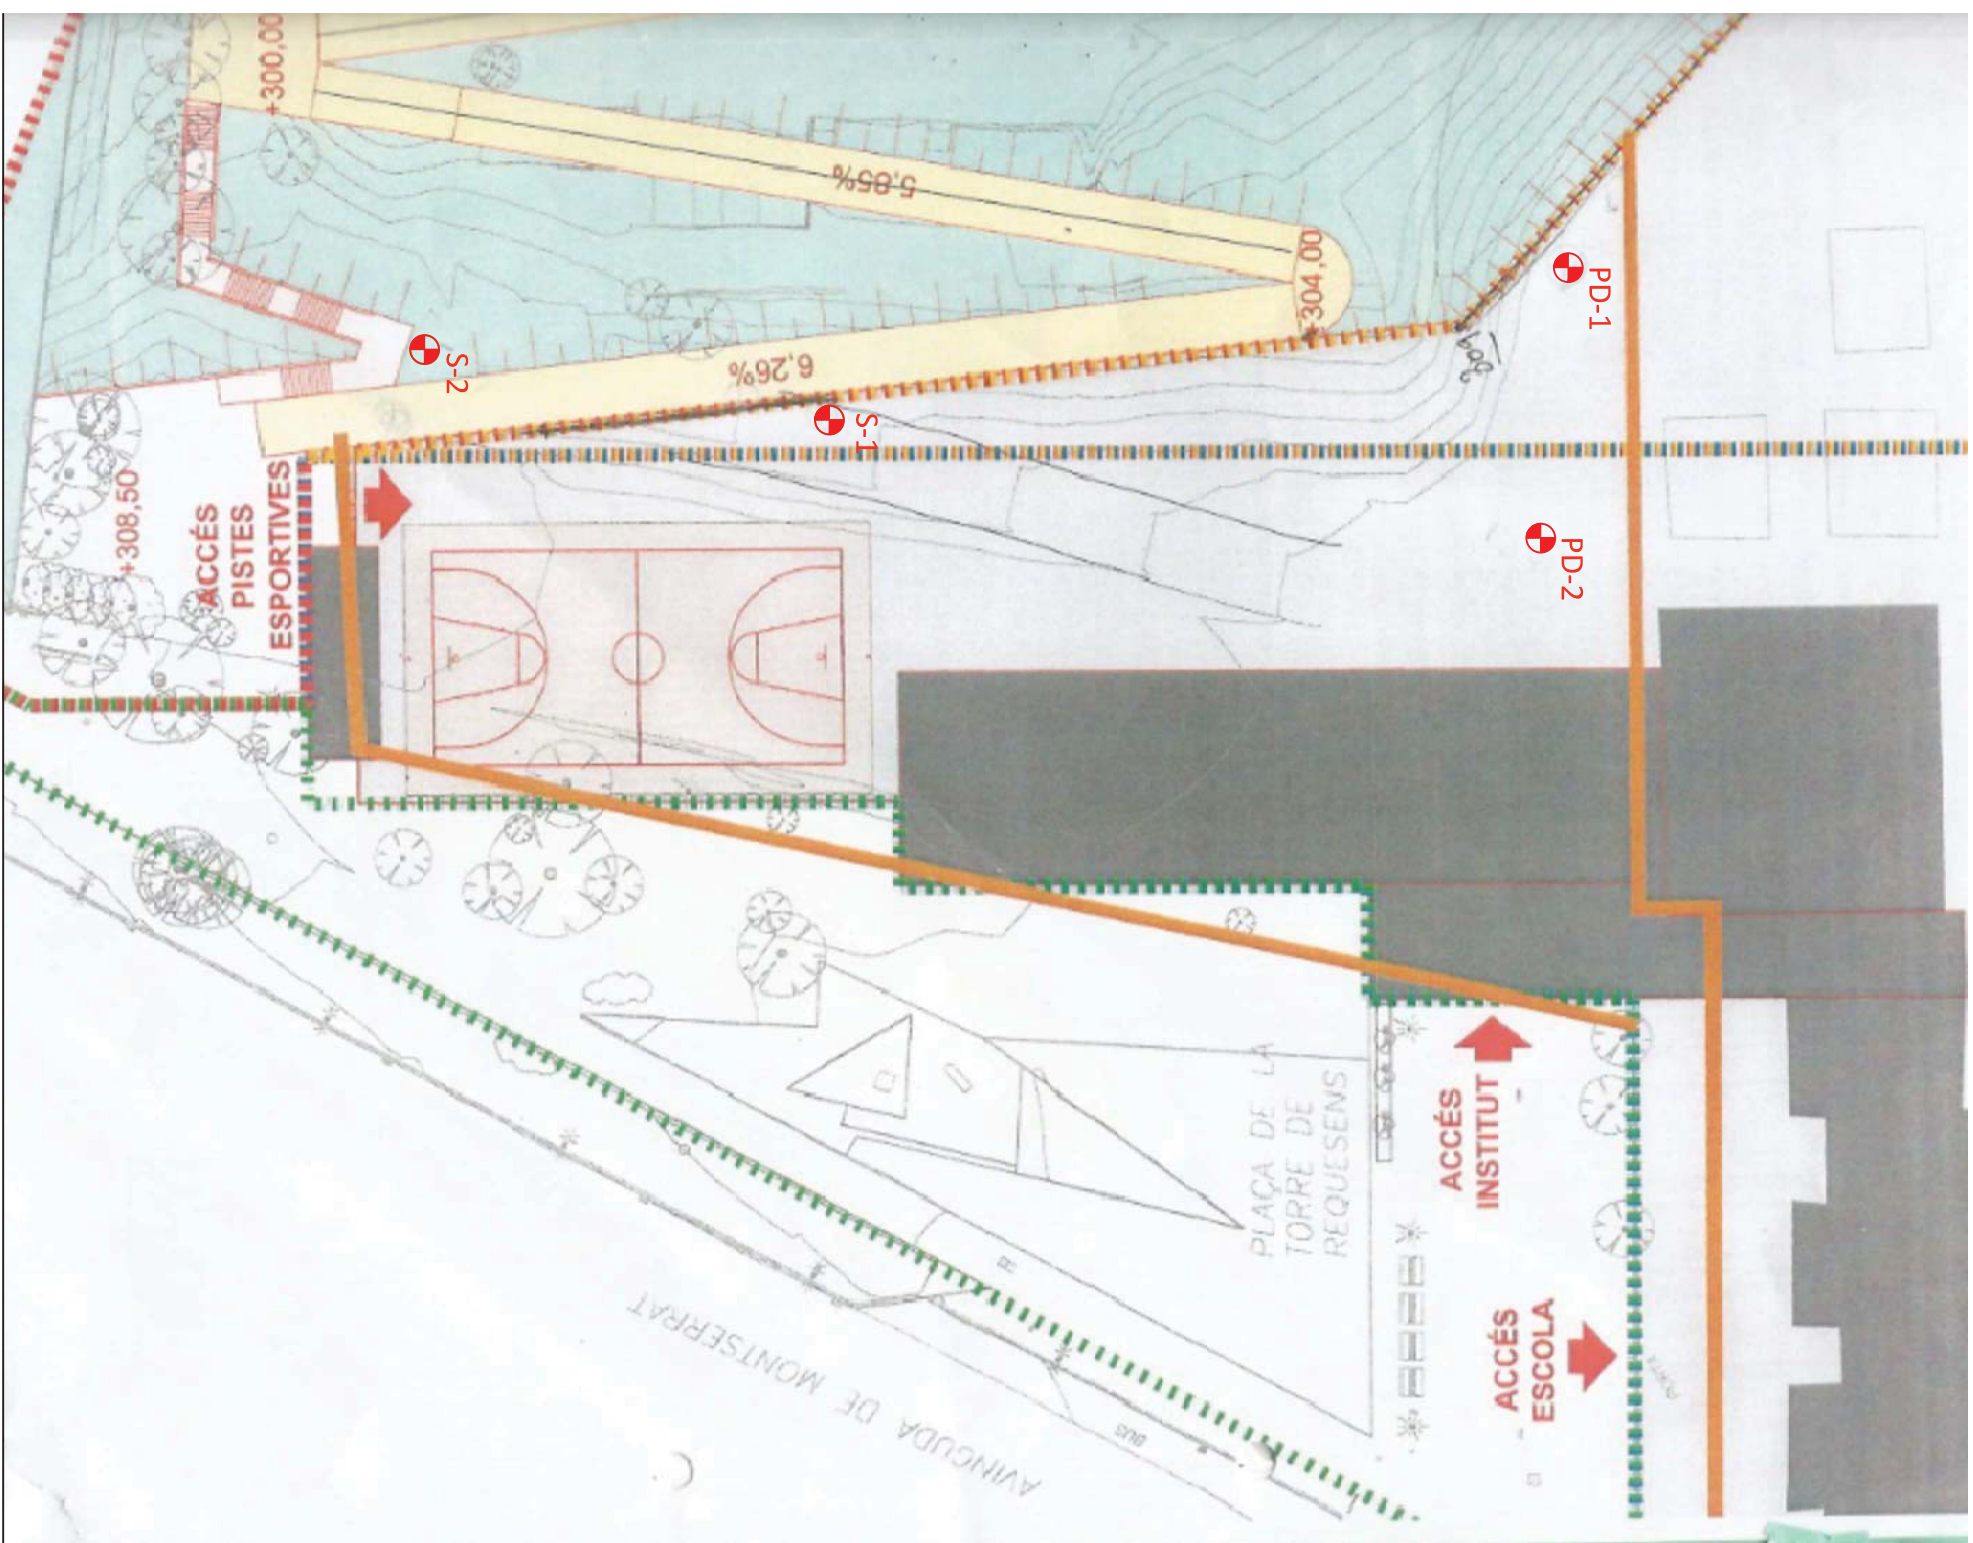 +300,00
5,85%
+304,00
6,26%
PD-1
S-2
S-1
PD-2
+308,50
ACCÉS
PISTES
ESPORTIVES
PLAÇA DE LA
TORRE DE
REQUESENS
ACCÉS
INSTITUT
ACCÉS
ESCOLA
AVINGUDA DE MONTSERRAT
BUS